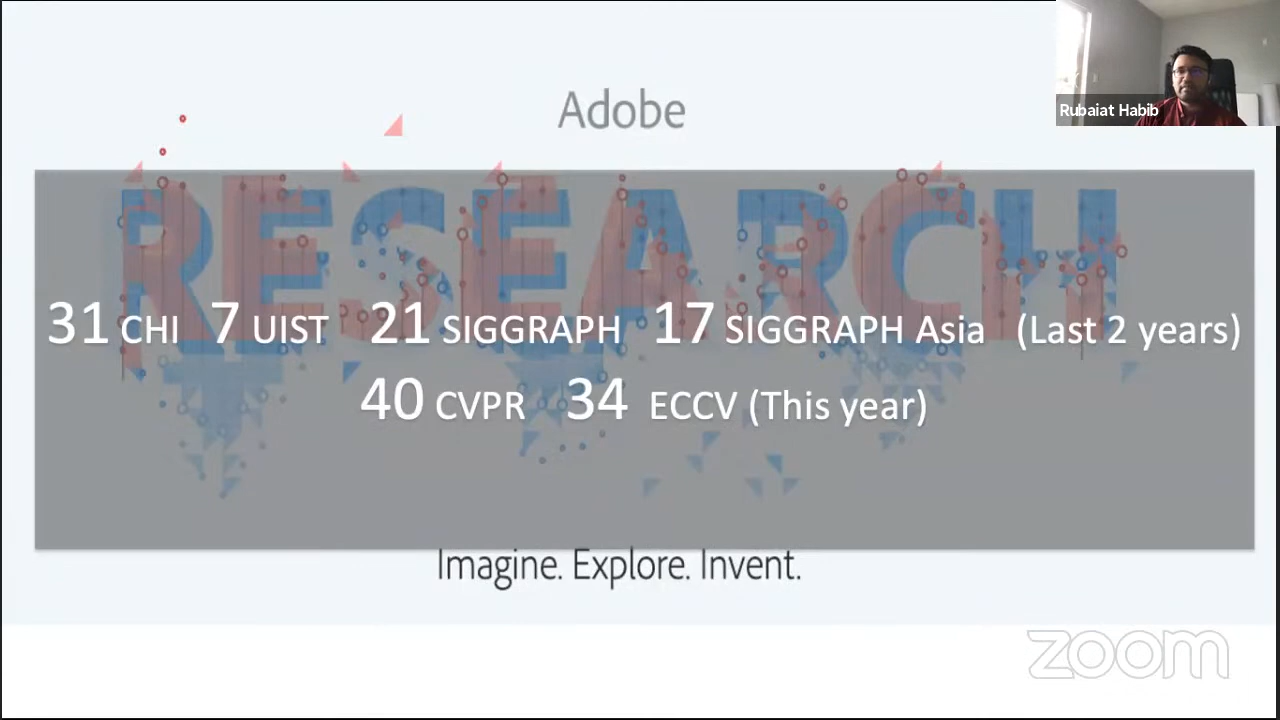 Adobe
Rubaiat Habib
RESEARCH
31 CHI 7 UIST 21 SIGGRAPH 17 SIGGRAPH Asia (Last 2 years)
40 CVPR 34 ECCV (This year)
Imagine. Explore. Invent.
zoom